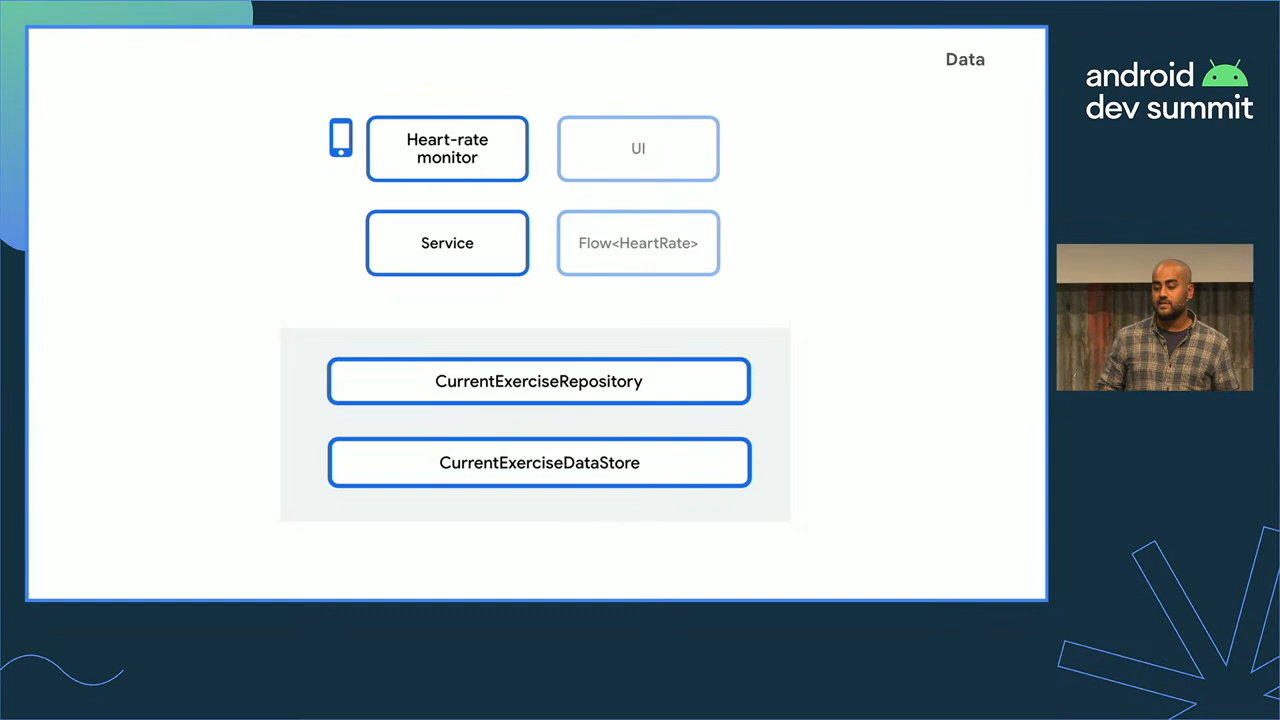 Data
android
dev summit
Heart-rate
monitor
UI
Service
Flow<HeartRate>
CurrentExerciseRepository
CurrentExerciseDataStore